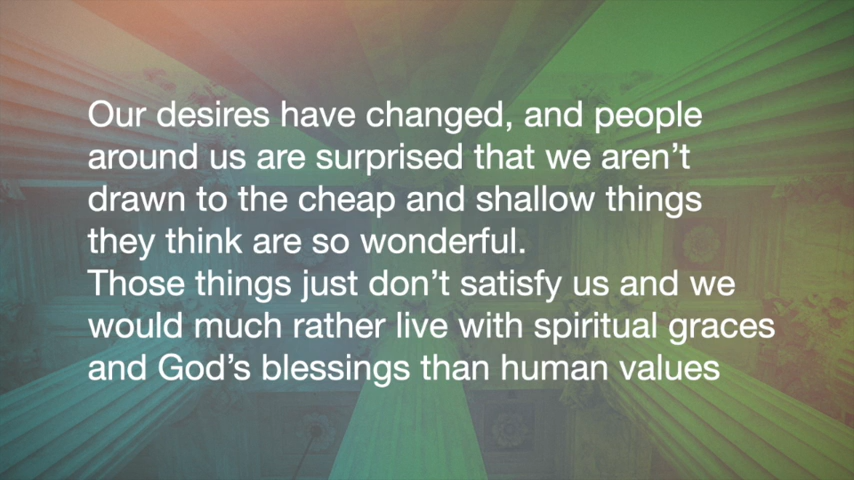 Our desires have changed, and people
around us are surprised that we aren’t
drawn to the cheap and shallow things
they think are so wonderful.
Those things just don’t satisfy us and we
would much rather live with spiritual graces
and God’s blessings than human values